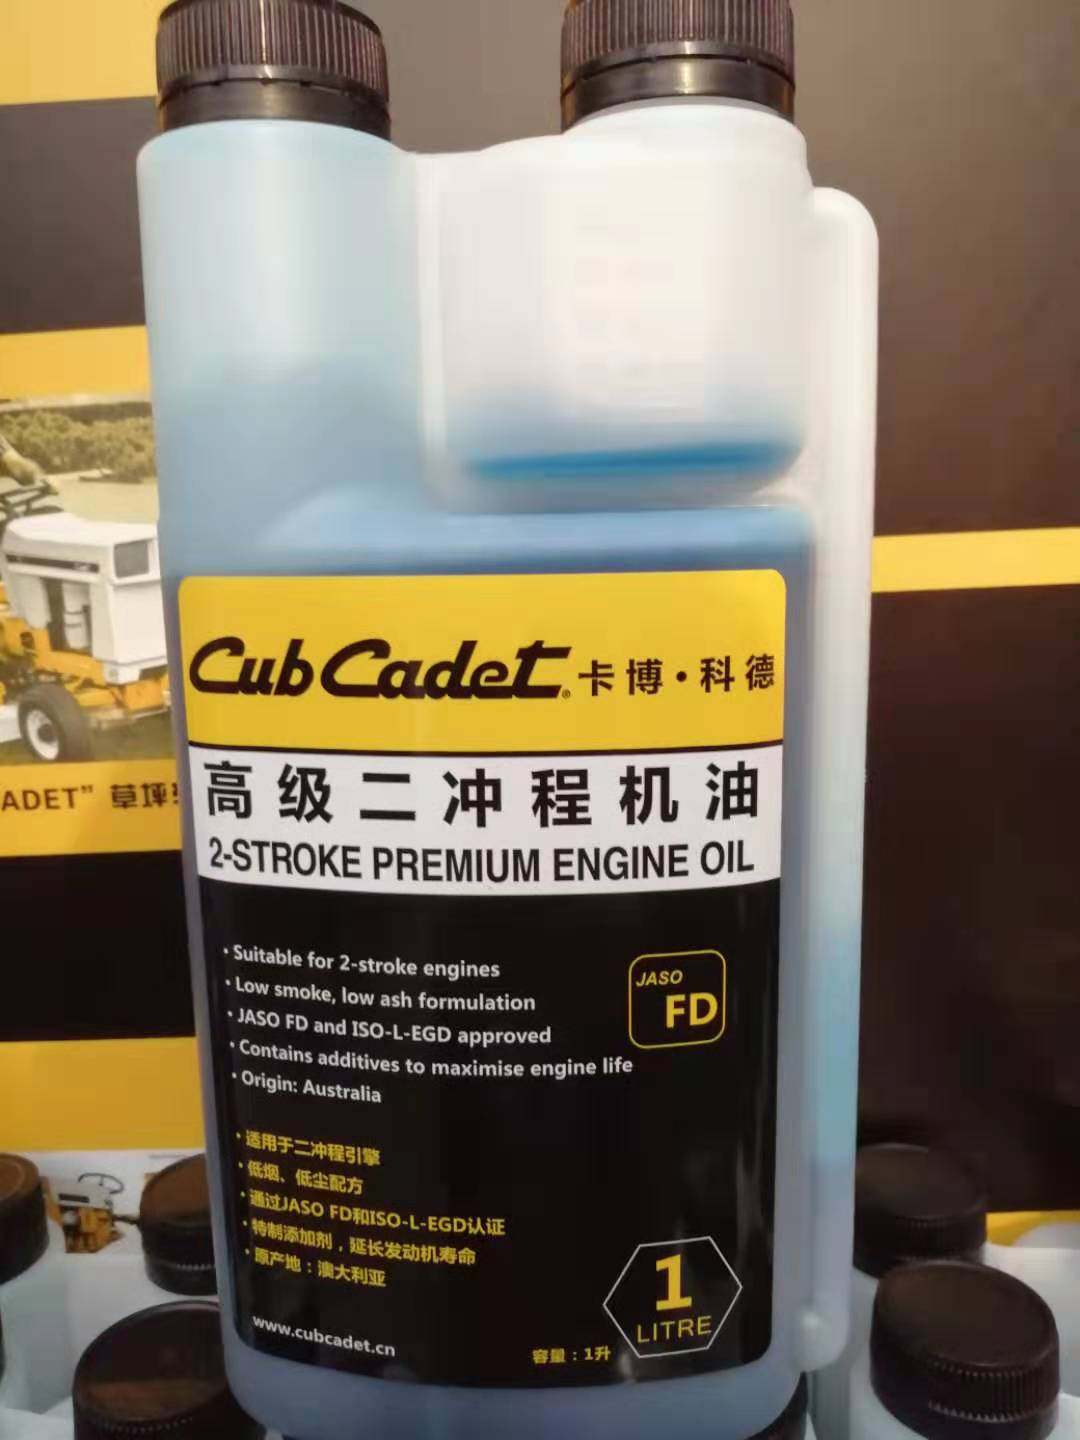 CubCadet® 卡博·科德
高级二冲程机油
2-STROKE PREMIUM ENGINE OIL
· Suitable for 2-stroke engines
· Low smoke, low ash formulation
· JASO FD and ISO-L-EGD approved
· Contains additives to maximise engine life
· Origin: Australia
JASO
FD
· 适用于二冲程引擎
· 低烟、低尘配方
· 通过JASO FD和ISO-L-EGD认证
· 特制添加剂，延长发动机寿命
· 原产地：澳大利亚
www.cubcadet.cn
容量：1升
1
LITRE
ADET” 草坪